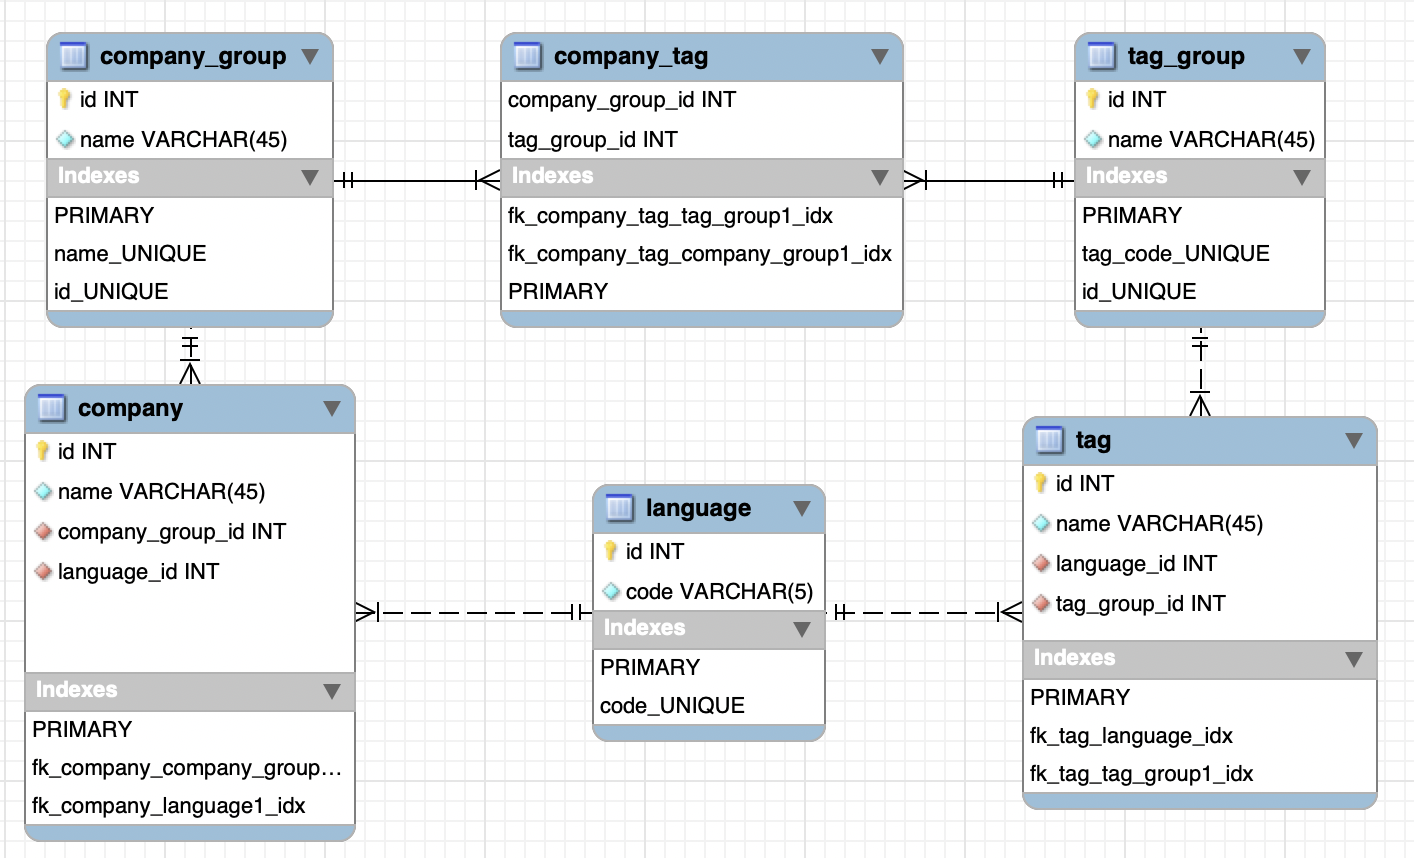 company_group
id INT
name VARCHAR(45)
Indexes
PRIMARY
name_UNIQUE
id_UNIQUE
company_tag
company_group_id INT
tag_group_id INT
Indexes
fk_company_tag_tag_group1_idx
fk_company_tag_company_group1_idx
PRIMARY
tag_group
id INT
name VARCHAR(45)
Indexes
PRIMARY
tag_code_UNIQUE
id_UNIQUE
company
id INT
name VARCHAR(45)
company_group_id INT
language_id INT
Indexes
PRIMARY
fk_company_company_group...
fk_company_language1_idx
language
id INT
code VARCHAR(5)
Indexes
PRIMARY
code_UNIQUE
tag
id INT
name VARCHAR(45)
language_id INT
tag_group_id INT
Indexes
PRIMARY
fk_tag_language_idx
fk_tag_tag_group1_idx